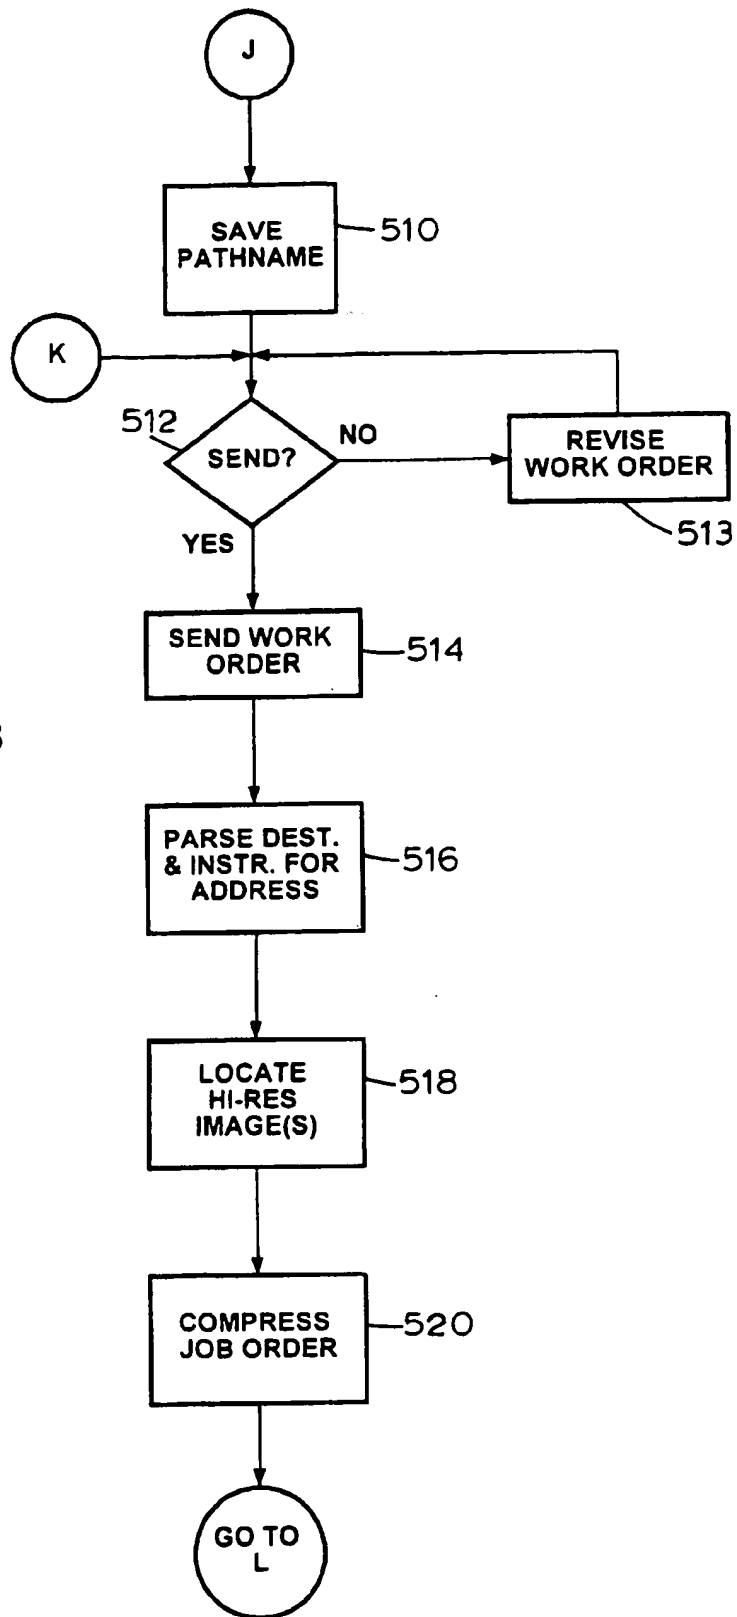 J
SAVE
PATHNAME
510
K
512
SEND?
NO
REVISE
WORK ORDER
513
YES
SEND WORK
ORDER
514
PARSE DEST.
& INSTR. FOR
ADDRESS
516
LOCATE
HI-RES
IMAGE(S)
518
COMPRESS
JOB ORDER
520
GO TO
L